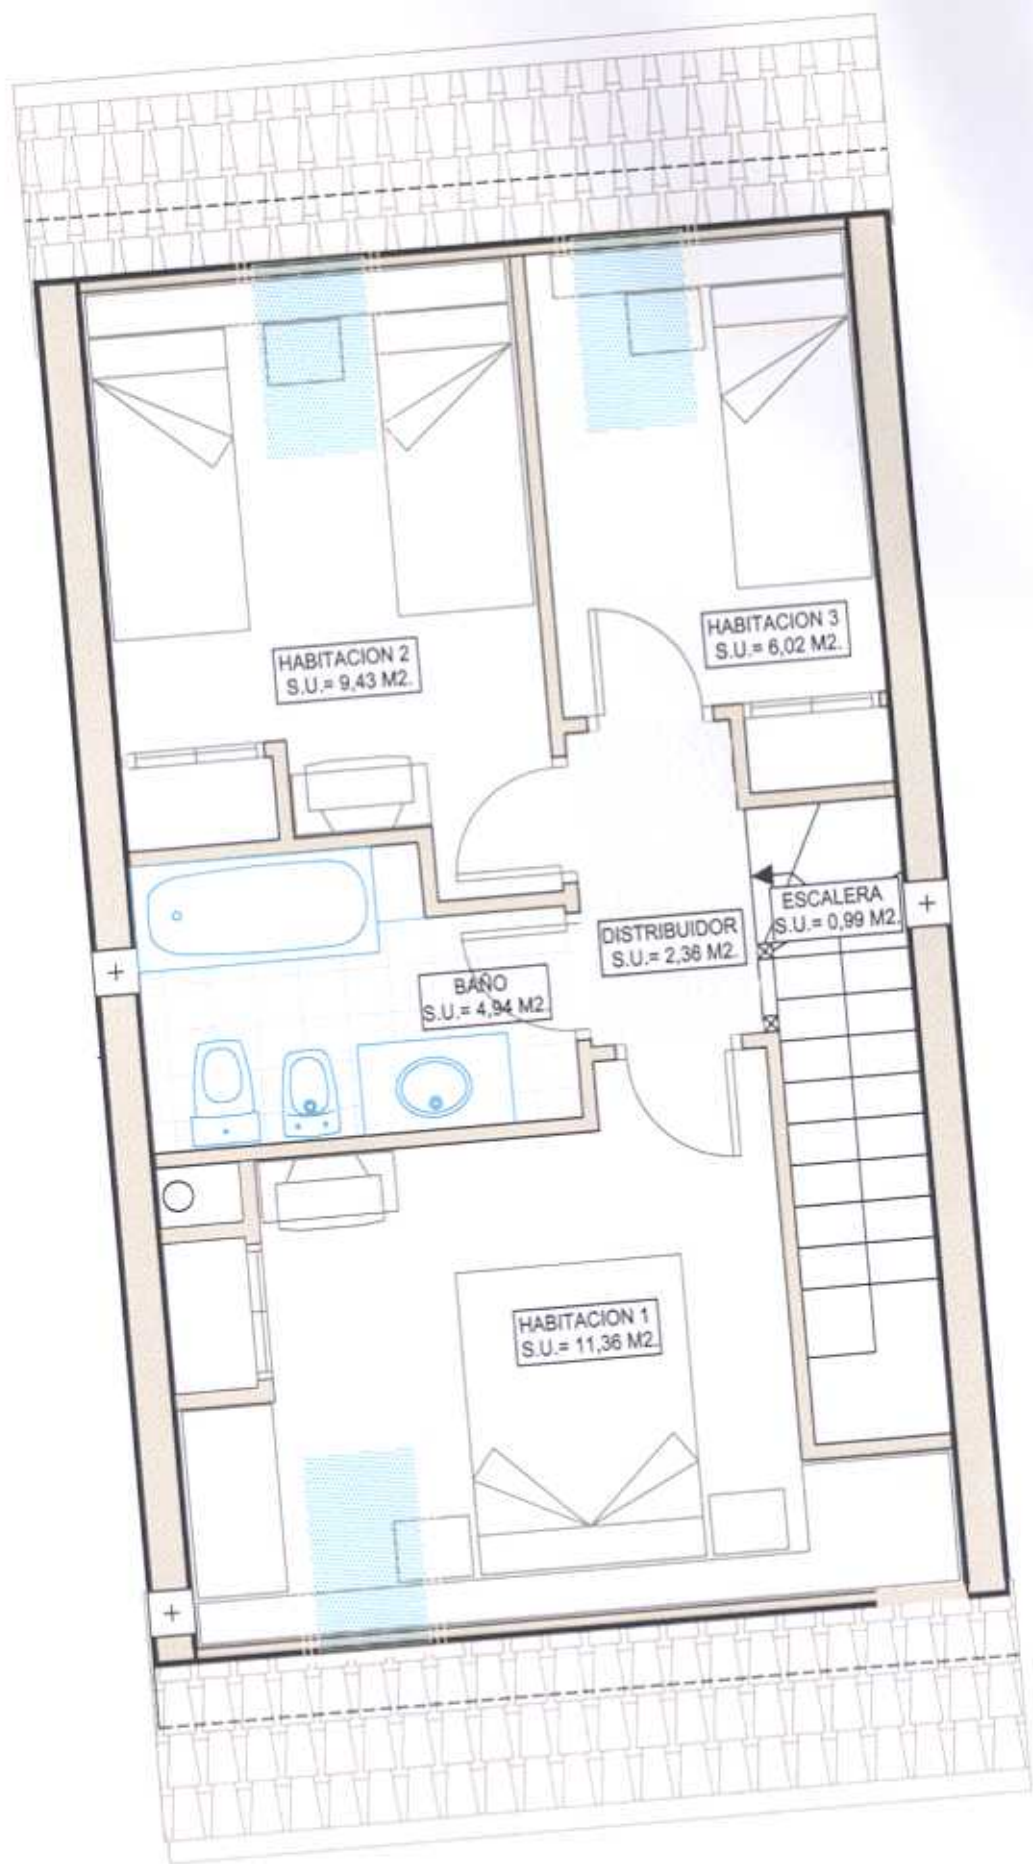 HABITACION 3
S.U.= 6,02 M2.
HABITACION 2
S.U.= 9,43 M2.
ESCALERA
S.U.= 0,99 M2.
DISTRIBUIDOR
S.U.= 2,36 M2.
BAÑO
S.U.= 4,94 M2.
HABITACION 1
S.U.= 11,36 M2.